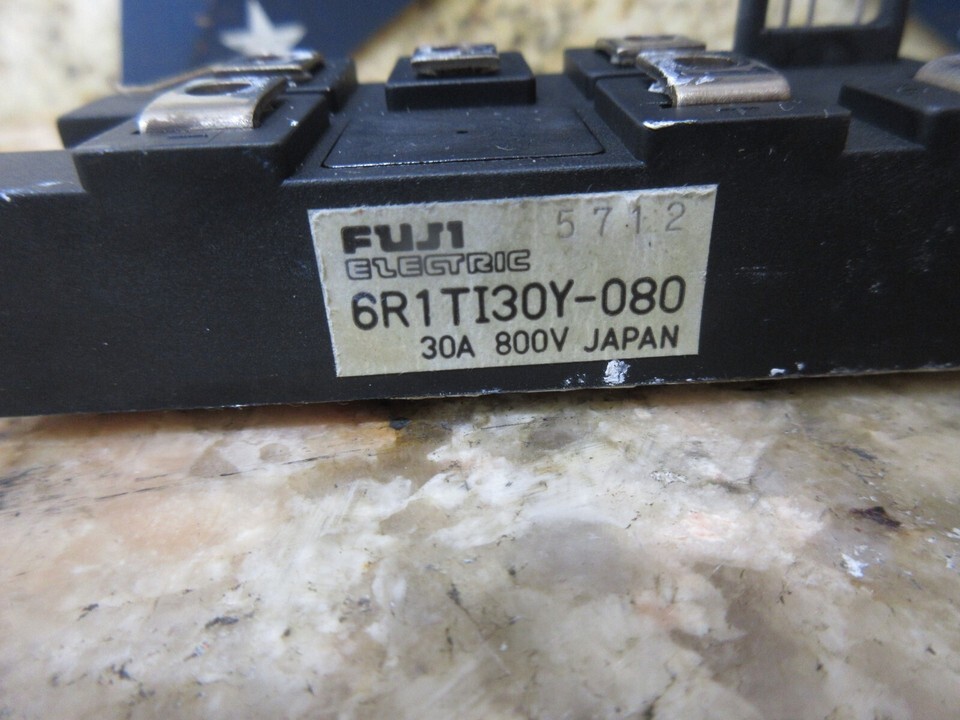 FUJI 5712
ELECTRIC
6R1TI30Y-080
30A 800V JAPAN